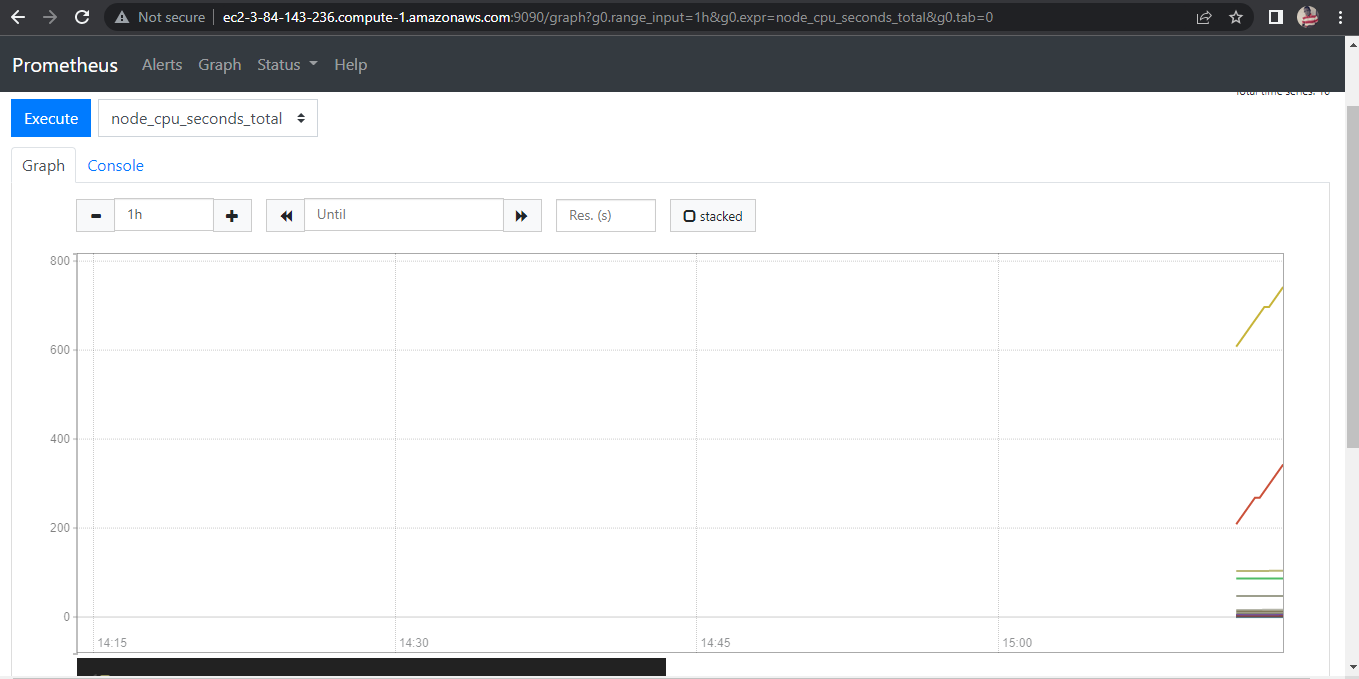 Not secure | ec2-3-84-143-236.compute-1.amazonaws.com:9090/graph?g0.range_input=1h&g0.expr=node_cpu_seconds_total&g0.tab=0
Prometheus Alerts Graph Status Help
Total time series: 16
Execute node_cpu_seconds_total
Graph Console
1h Until Res. (s) stacked
800
600
400
200
0
14:15 14:30 14:45 15:00